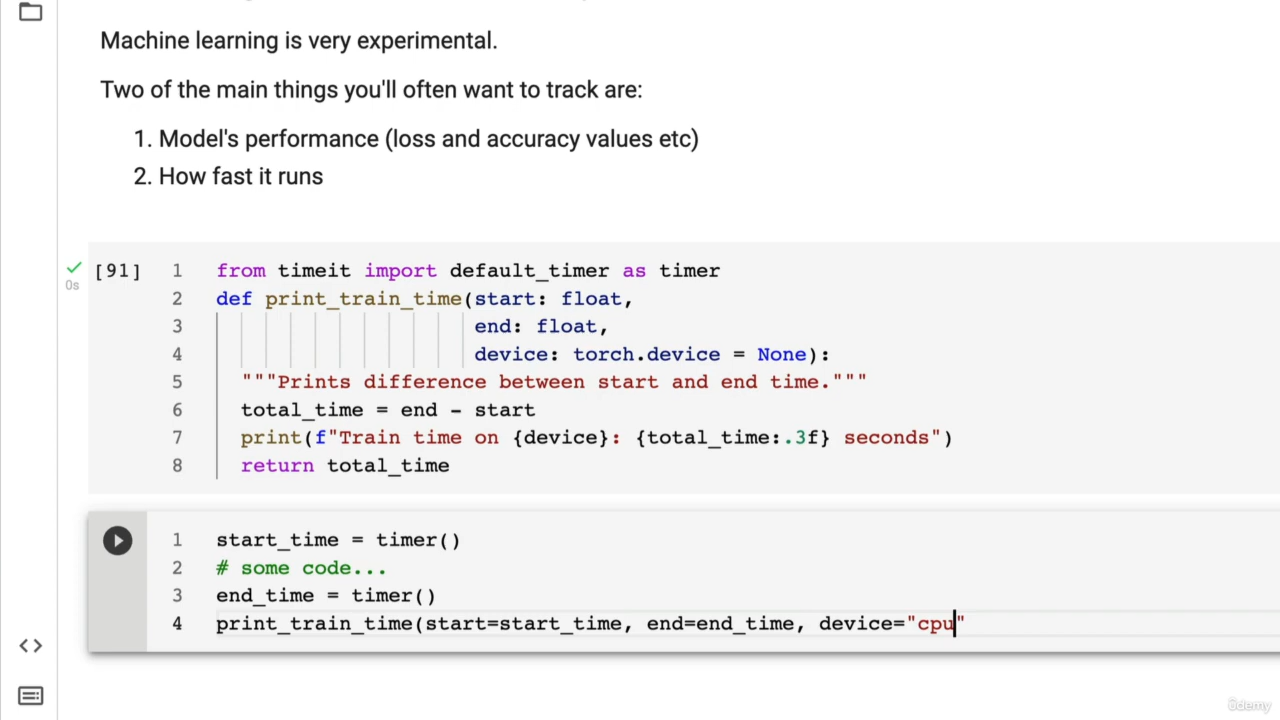 Machine learning is very experimental.
Two of the main things you'll often want to track are:
1. Model's performance (loss and accuracy values etc)
2. How fast it runs
0s
[91]
1 from timeit import default_timer as timer
2 def print_train_time(start: float,
3 end: float,
4 device: torch.device = None):
5 """Prints difference between start and end time."""
6 total_time = end - start
7 print(f"Train time on {device}: {total_time:.3f} seconds")
8 return total_time
1 start_time = timer()
2 # some code...
3 end_time = timer()
4 print_train_time(start=start_time, end=end_time, device="cpu"
ûdemy